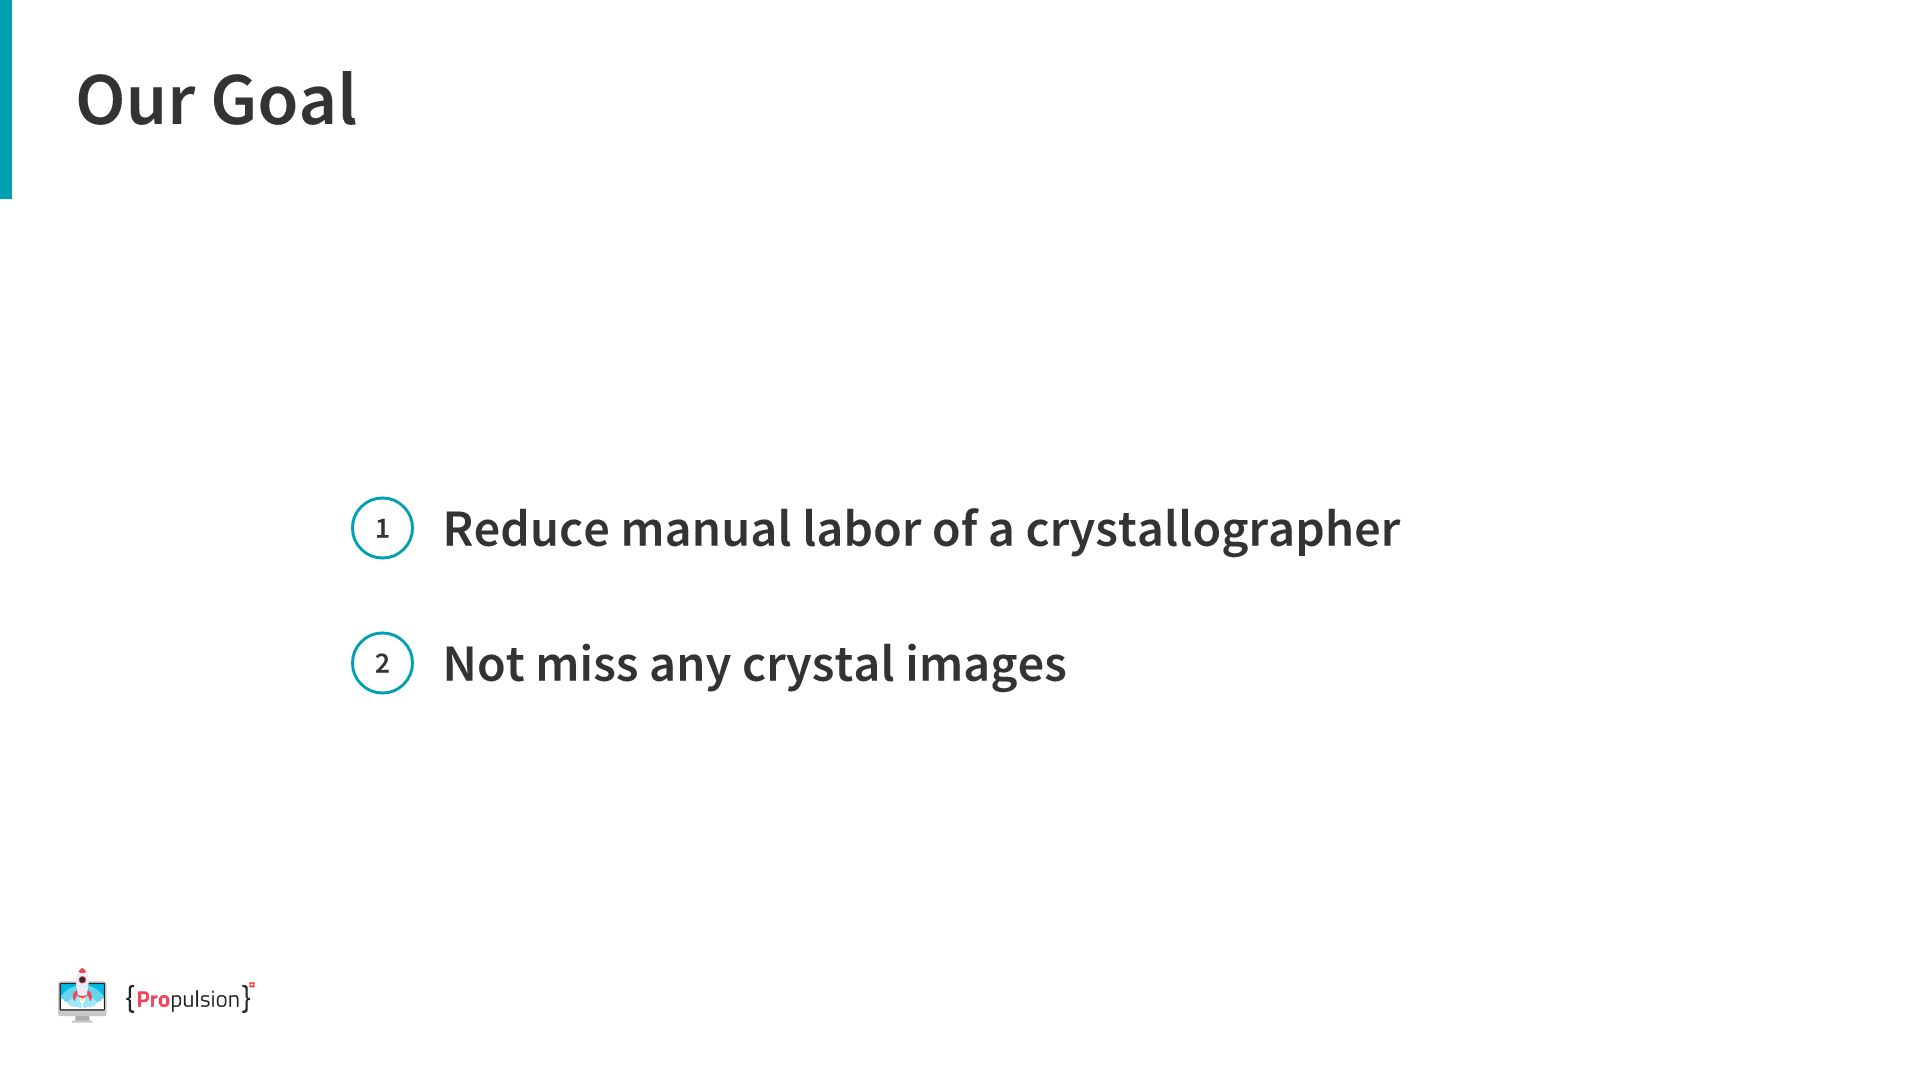 Our Goal
1 Reduce manual labor of a crystallographer
2 Not miss any crystal images
{Propulsion}